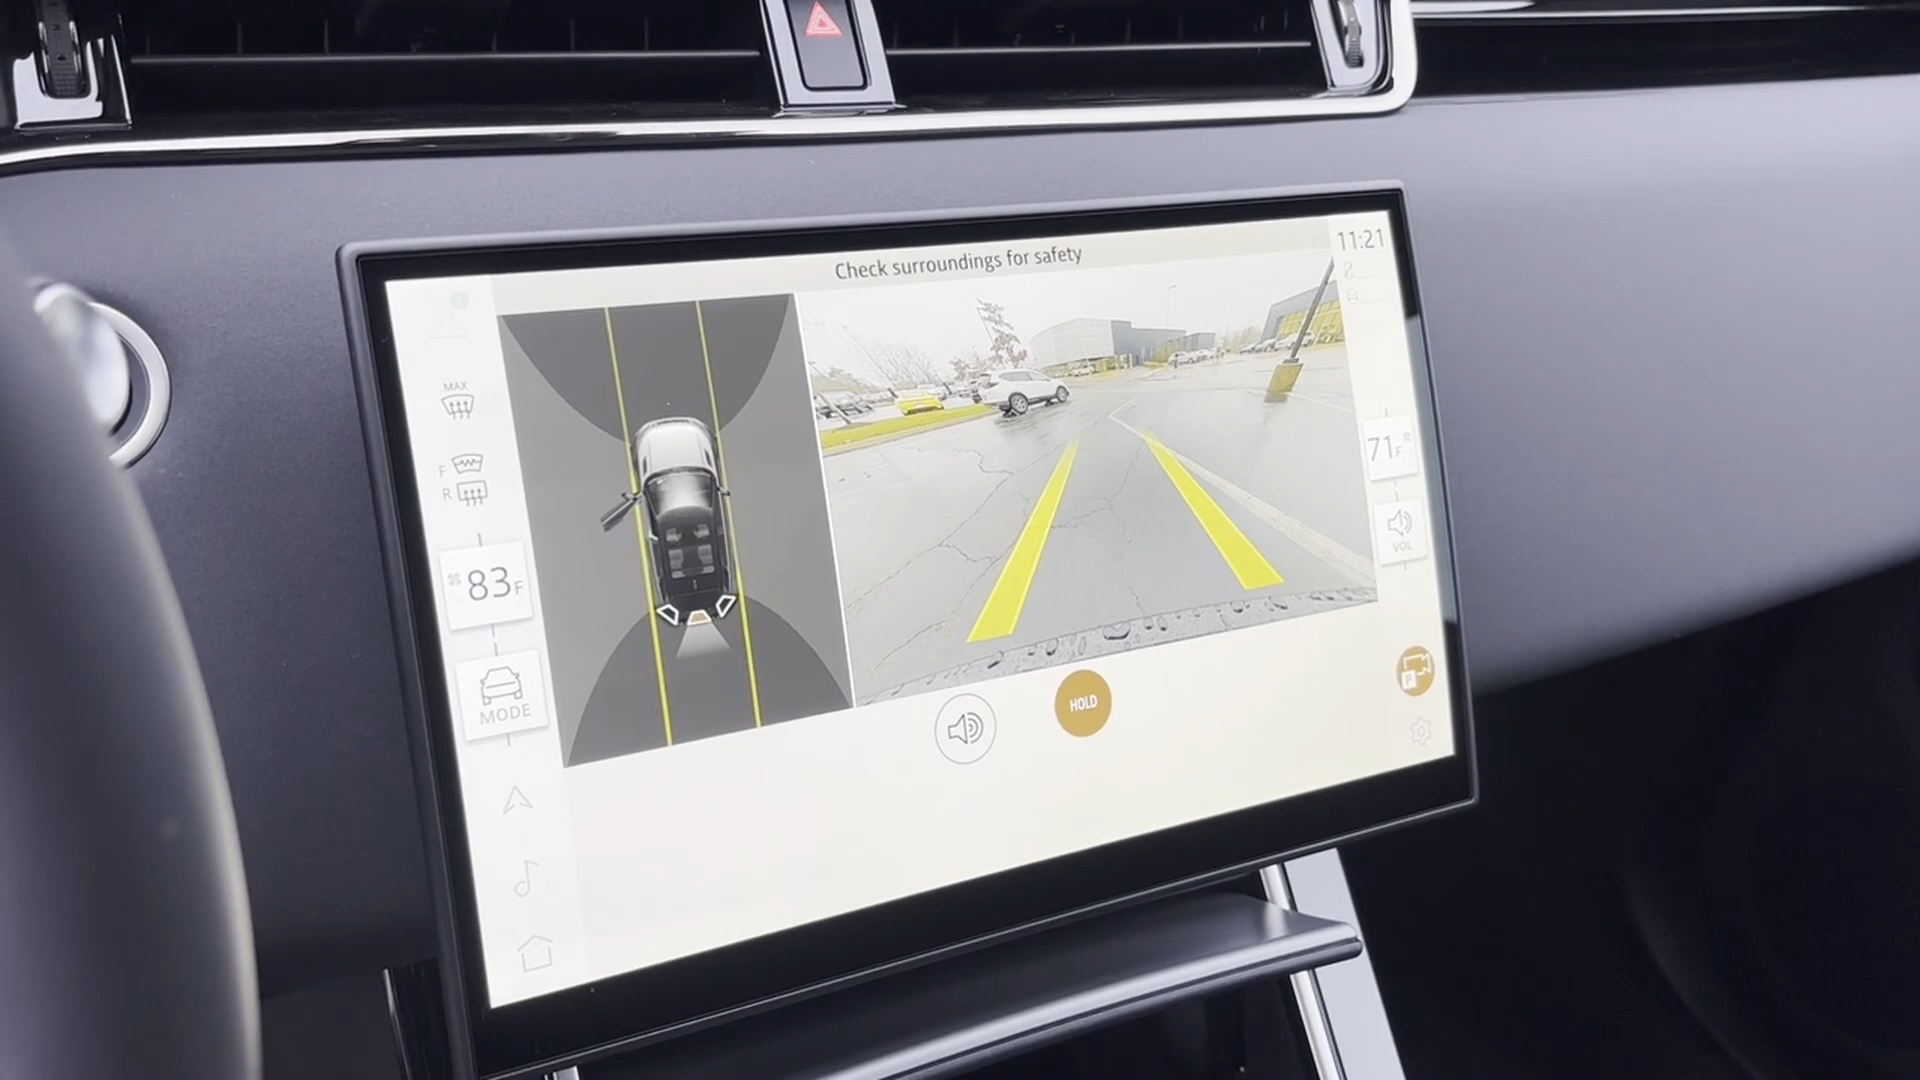 Check surroundings for safety
11:21
MAX
F
R
83F
MODE
71F
VOL
HOLD
P